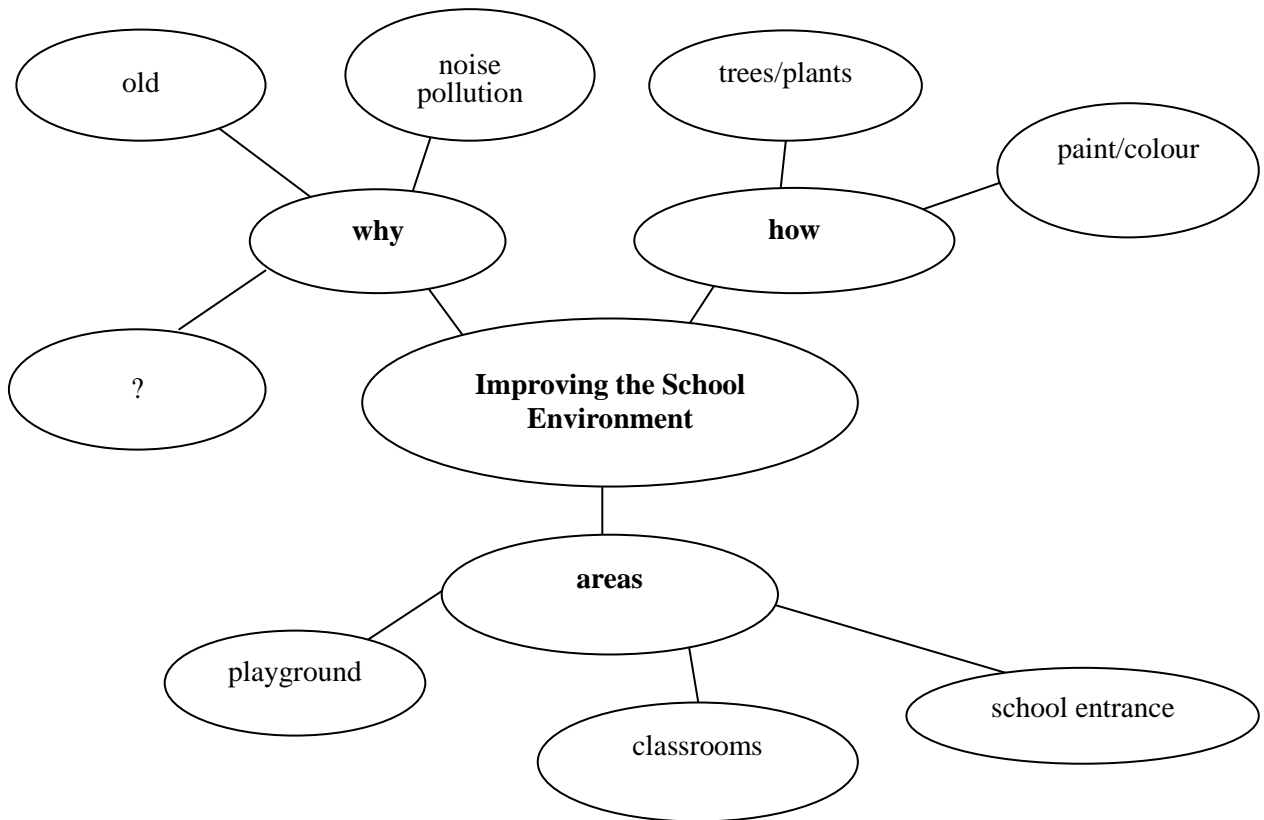 old
noise
pollution
trees/plants
paint/colour
why
how
?
Improving the School
Environment
areas
playground
classrooms
school entrance